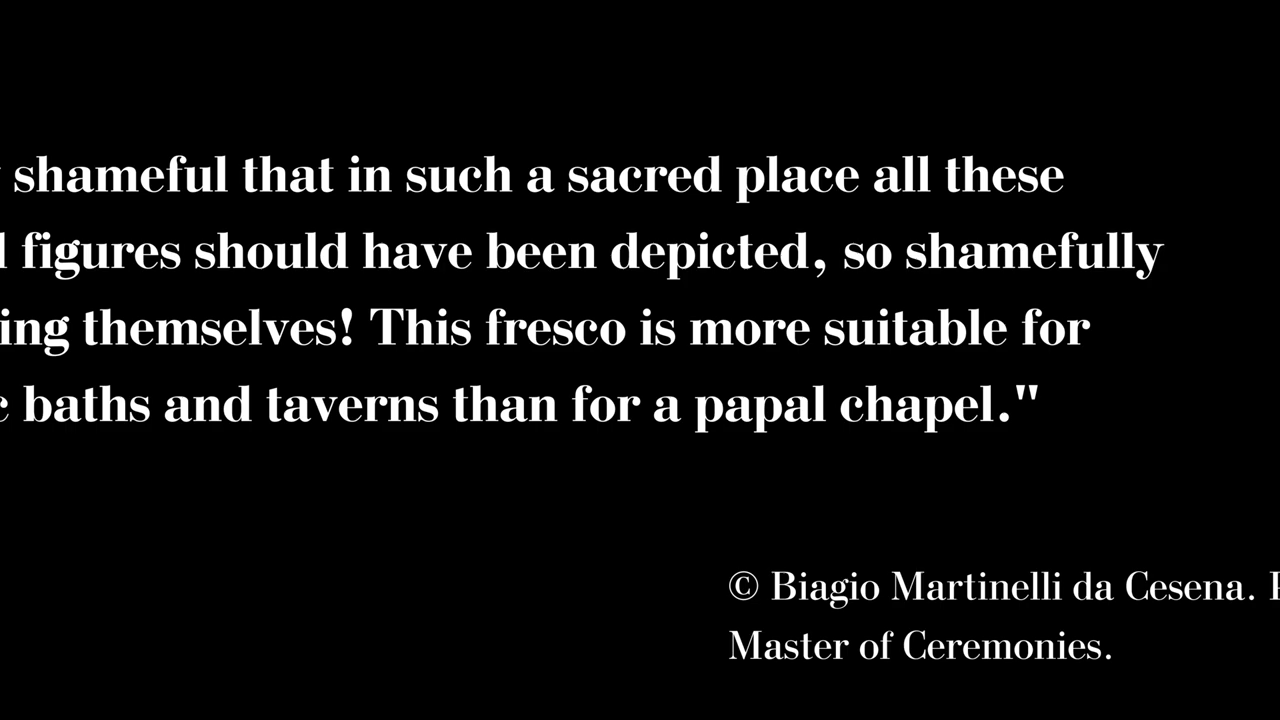 shameful that in such a sacred place all these
figures should have been depicted, so shamefully
ing themselves! This fresco is more suitable for
baths and taverns than for a papal chapel."
© Biagio Martinelli da Cesena.
Master of Ceremonies.